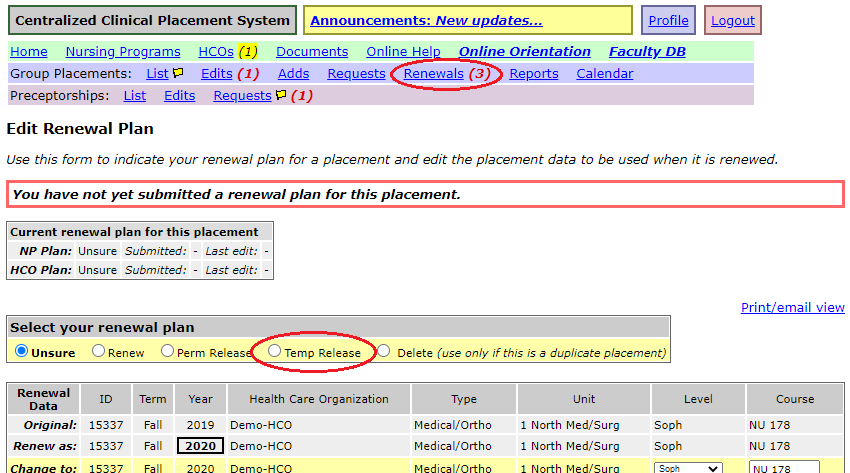 Centralized Clinical Placement System Announcements: New updates... Profile Logout
Home Nursing Programs HCOs (1) Documents Online Help Online Orientation Faculty DB
Group Placements: List Edits (1) Adds Requests Renewals (3) Reports Calendar
Preceptorships: List Edits Requests (1)
Edit Renewal Plan
Use this form to indicate your renewal plan for a placement and edit the placement data to be used when it is renewed.
You have not yet submitted a renewal plan for this placement.
Current renewal plan for this placement
NP Plan: Unsure Submitted: - Last edit: -
HCO Plan: Unsure Submitted: - Last edit: -
Print/email view
Select your renewal plan
Unsure Renew Perm Release Temp Release Delete (use only if this is a duplicate placement)
Renewal Data ID Term Year Health Care Organization Type Unit Level Course
Original: 15337 Fall 2019 Demo-HCO Medical/Ortho 1 North Med/Surg Soph NU 178
Renew as: 15337 Fall 2020 Demo-HCO Medical/Ortho 1 North Med/Surg Soph NU 178
Change to: 15337 Fall 2020 Demo-HCO Medical/Ortho 1 North Med/Surg Soph NU 178